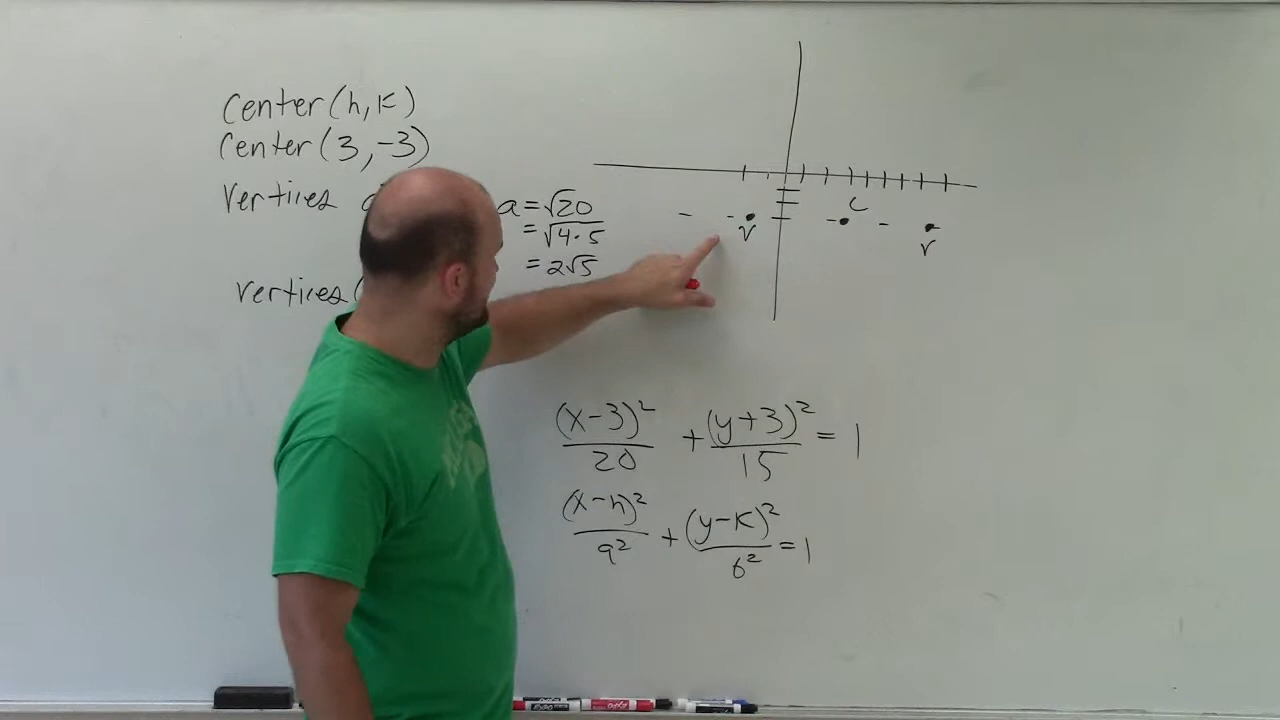 center(h,k)
center(3,-3)
vertices
a=√20
=√4·5
=2√5
vertices(
C
V
V
(x-3)²/20 + (y+3)²/15 = 1
(x-h)²/a² + (y-k)²/b² = 1